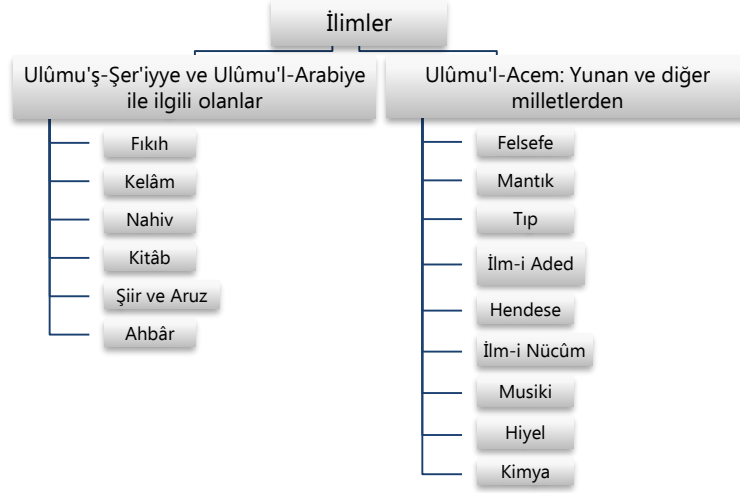 İlimler
Ulûmu'ş-Şer'iyye ve Ulûmu'l-Arabiye
ile ilgili olanlar
Fıkıh
Kelâm
Nahiv
Kitâb
Şiir ve Aruz
Ahbâr
Ulûmu'l-Acem: Yunan ve diğer
milletlerden
Felsefe
Mantık
Tıp
İlm-i Aded
Hendese
İlm-i Nücûm
Musiki
Hiyel
Kimya